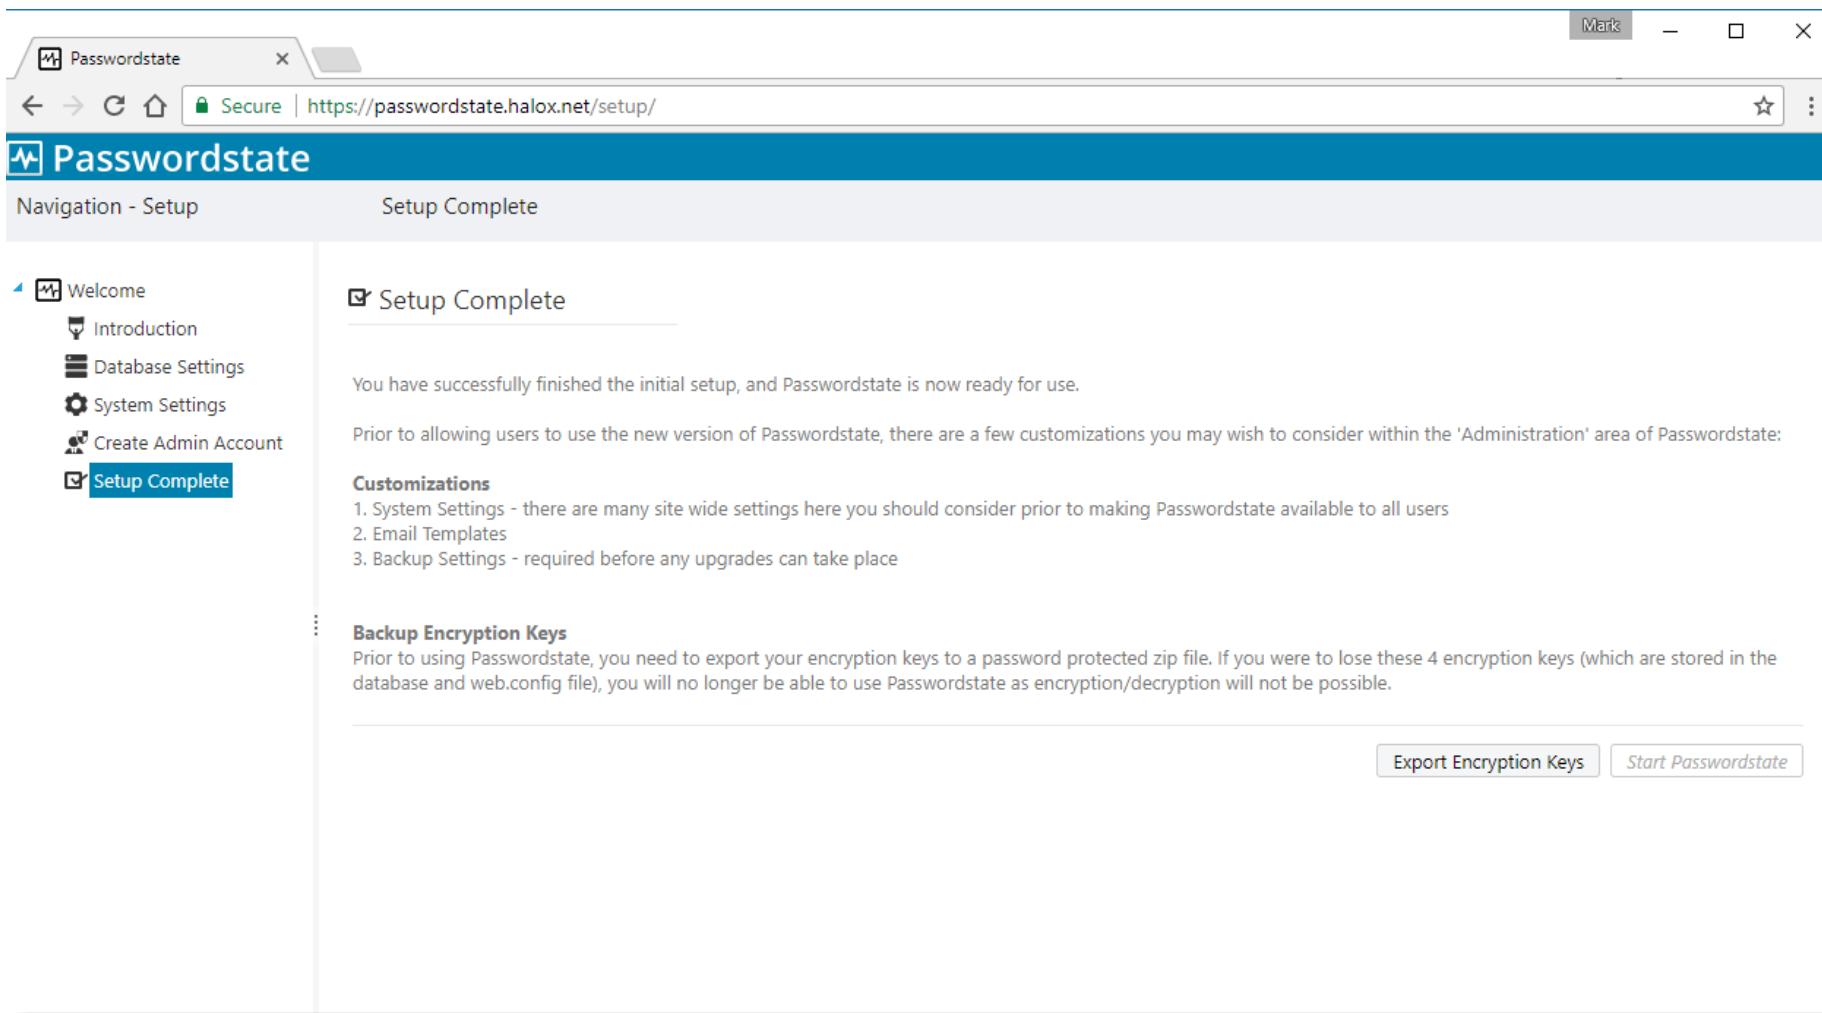 Mark
Passwordstate
Secure | https://passwordstate.halox.net/setup/
Passwordstate
Navigation - Setup
Setup Complete
Welcome
Introduction
Database Settings
System Settings
Create Admin Account
Setup Complete
Setup Complete
You have successfully finished the initial setup, and Passwordstate is now ready for use.
Prior to allowing users to use the new version of Passwordstate, there are a few customizations you may wish to consider within the 'Administration' area of Passwordstate:
Customizations
1. System Settings - there are many site wide settings here you should consider prior to making Passwordstate available to all users
2. Email Templates
3. Backup Settings - required before any upgrades can take place
Backup Encryption Keys
Prior to using Passwordstate, you need to export your encryption keys to a password protected zip file. If you were to lose these 4 encryption keys (which are stored in the
database and web.config file), you will no longer be able to use Passwordstate as encryption/decryption will not be possible.
Export Encryption Keys
Start Passwordstate